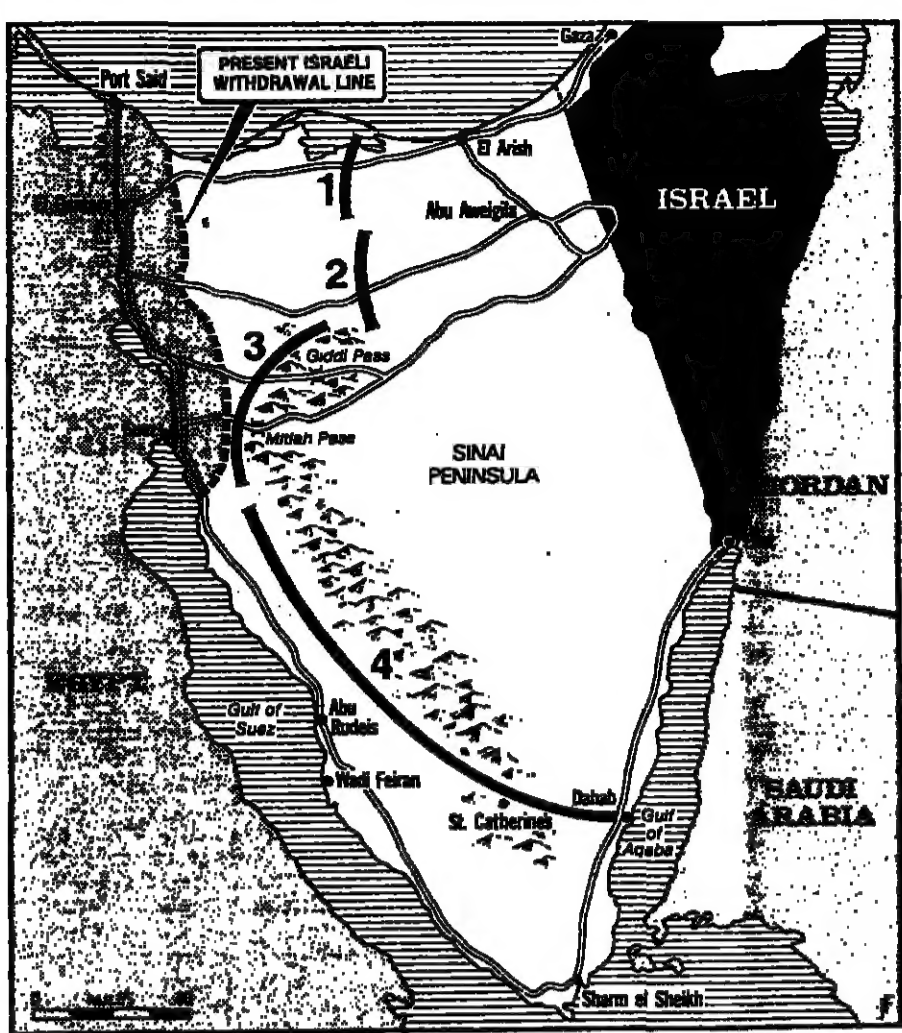 Gaza
PRESENT ISRAELI
WITHDRAWAL LINE
Port Said
El Arish
1
ISRAEL
Abu Aweigila
2
3
Giddi Pass
Mitlah Pass
SINAI
PENINSULA
JORDAN
4
EGYPT
Gulf of
Suez
Abu
Rudeis
Wadi Feiran
Dahab
St. Catherine's
Gulf
of
Aqaba
SAUDI
ARABIA
Sharm el Sheikh